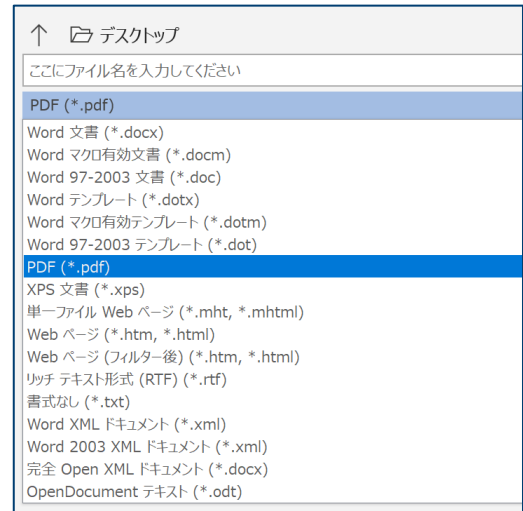 デスクトップ
ここにファイル名を入力してください
PDF (*.pdf)
Word 文書 (*.docx)
Word マクロ有効文書 (*.docm)
Word 97-2003 文書 (*.doc)
Word テンプレート (*.dotx)
Word マクロ有効テンプレート (*.dotm)
Word 97-2003 テンプレート (*.dot)
PDF (*.pdf)
XPS 文書 (*.xps)
単一ファイル Web ページ (*.mht, *.mhtml)
Web ページ (*.htm, *.html)
Web ページ (フィルター後) (*.htm, *.html)
リッチ テキスト形式 (RTF) (*.rtf)
書式なし (*.txt)
Word XML ドキュメント (*.xml)
Word 2003 XML ドキュメント (*.xml)
完全 Open XML ドキュメント (*.docx)
OpenDocument テキスト (*.odt)